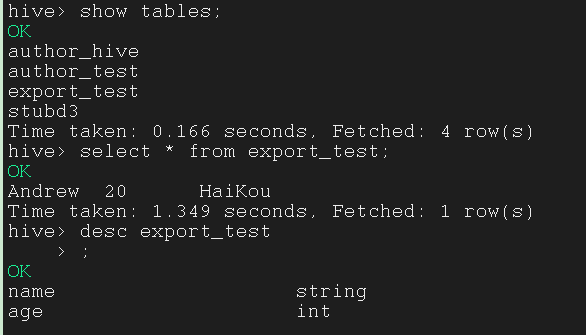 hive> show tables;
OK
author_hive
author_test
export_test
stubd3
Time taken: 0.166 seconds, Fetched: 4 row(s)
hive> select * from export_test;
OK
Andrew  20      HaiKou
Time taken: 1.349 seconds, Fetched: 1 row(s)
hive> desc export_test
    > ;
OK
name                    string
age                     int